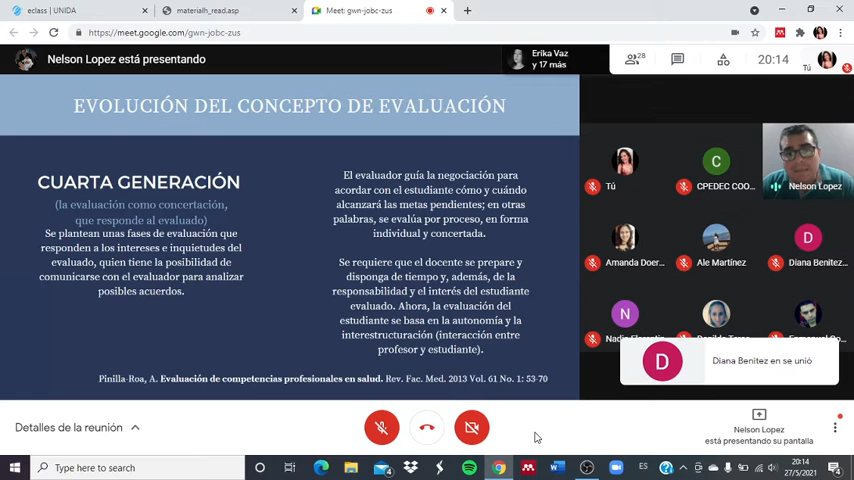 eclass | UNIDA
materialh_read.asp
Meet: gwn-jobc-zus
https://meet.google.com/gwn-jobc-zus
Nelson Lopez está presentando
Erika Vaz
y 17 más
28
20:14
Tú
EVOLUCIÓN DEL CONCEPTO DE EVALUACIÓN
CUARTA GENERACIÓN
(la evaluación como concertación,
que responde al evaluado)
Se plantean unas fases de evaluación que
responden a los intereses e inquietudes del
evaluado, quien tiene la posibilidad de
comunicarse con el evaluador para analizar
posibles acuerdos.
El evaluador guía la negociación para
acordar con el estudiante cómo y cuándo
alcanzará las metas pendientes; en otras
palabras, se evalúa por proceso, en forma
individual y concertada.
Se requiere que el docente se prepare y
disponga de tiempo y, además, de la
responsabilidad y el interés del estudiante
evaluado. Ahora, la evaluación del
estudiante se basa en la autonomía y la
interestructuración (interacción entre
profesor y estudiante).
Pinilla-Roa, A. Evaluación de competencias profesionales en salud. Rev. Fac. Med. 2013 Vol. 61 No. 1: 53-70
C
Tú
CPEDEC COO...
Nelson Lopez
D
Amanda Doer...
Ale Martínez
Diana Benitez...
N
D
Diana Benitez en se unió
Detalles de la reunión
Nelson Lopez
está presentando su pantalla
Type here to search
4
ES
20:14
27/5/2021
4